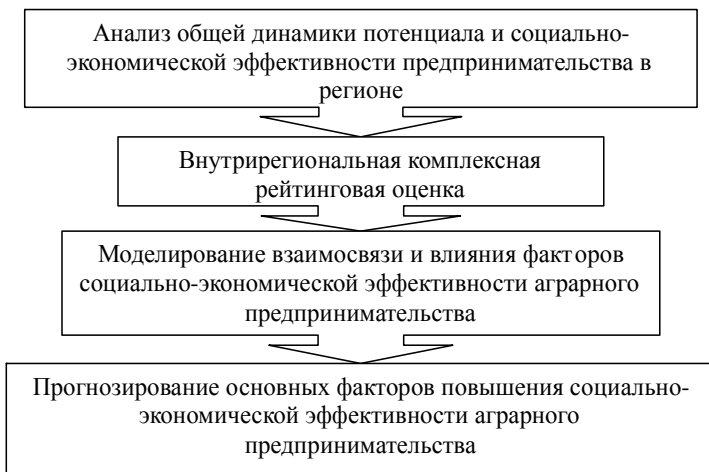 Анализ общей динамики потенциала и социально-
экономической эффективности предпринимательства в
регионе
Внутрирегиональная комплексная
рейтинговая оценка
Моделирование взаимосвязи и влияния факторов
социально-экономической эффективности аграрного
предпринимательства
Прогнозирование основных факторов повышения социально-
экономической эффективности аграрного
предпринимательства